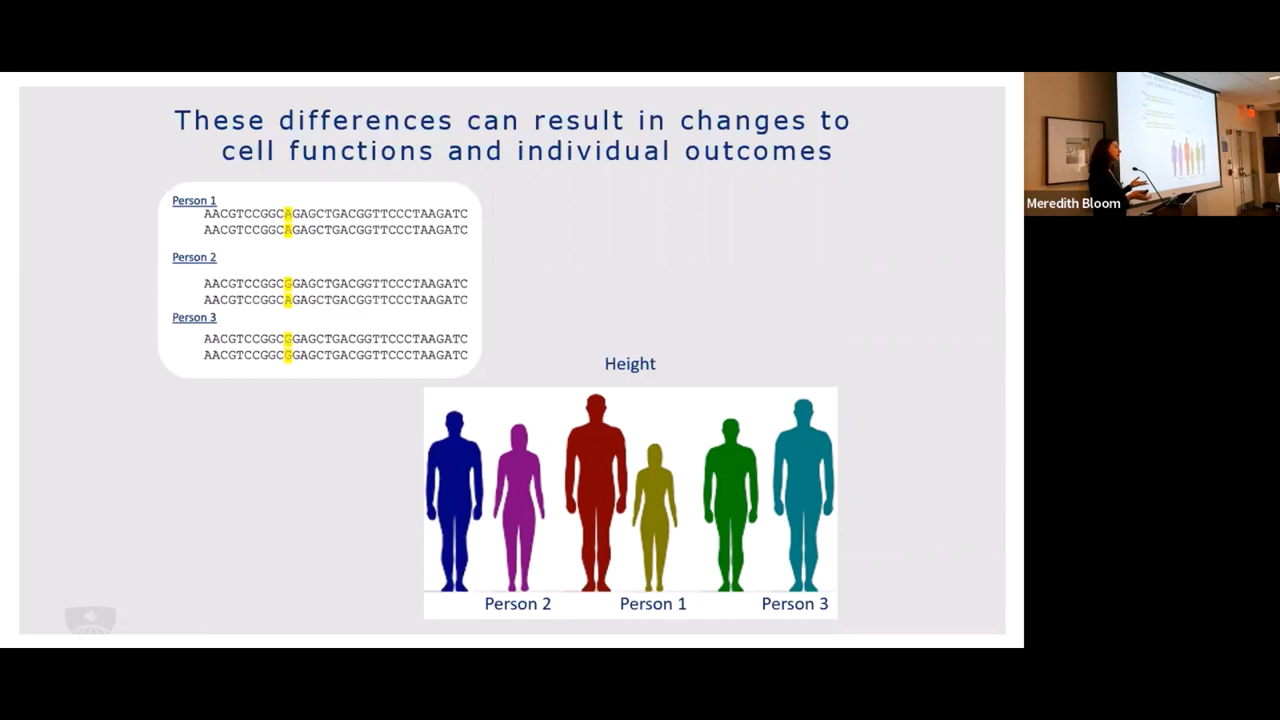 These differences can result in changes to
cell functions and individual outcomes
Person 1
AACGTCCGGCAGAGCTGACGGTTCCCTAAGATC
AACGTCCGGCAGAGCTGACGGTTCCCTAAGATC
Person 2
AACGTCCGGCGGAGCTGACGGTTCCCTAAGATC
AACGTCCGGCAGAGCTGACGGTTCCCTAAGATC
Person 3
AACGTCCGGCGGAGCTGACGGTTCCCTAAGATC
AACGTCCGGCGGAGCTGACGGTTCCCTAAGATC
Height
Person 2
Person 1
Person 3
Meredith Bloom